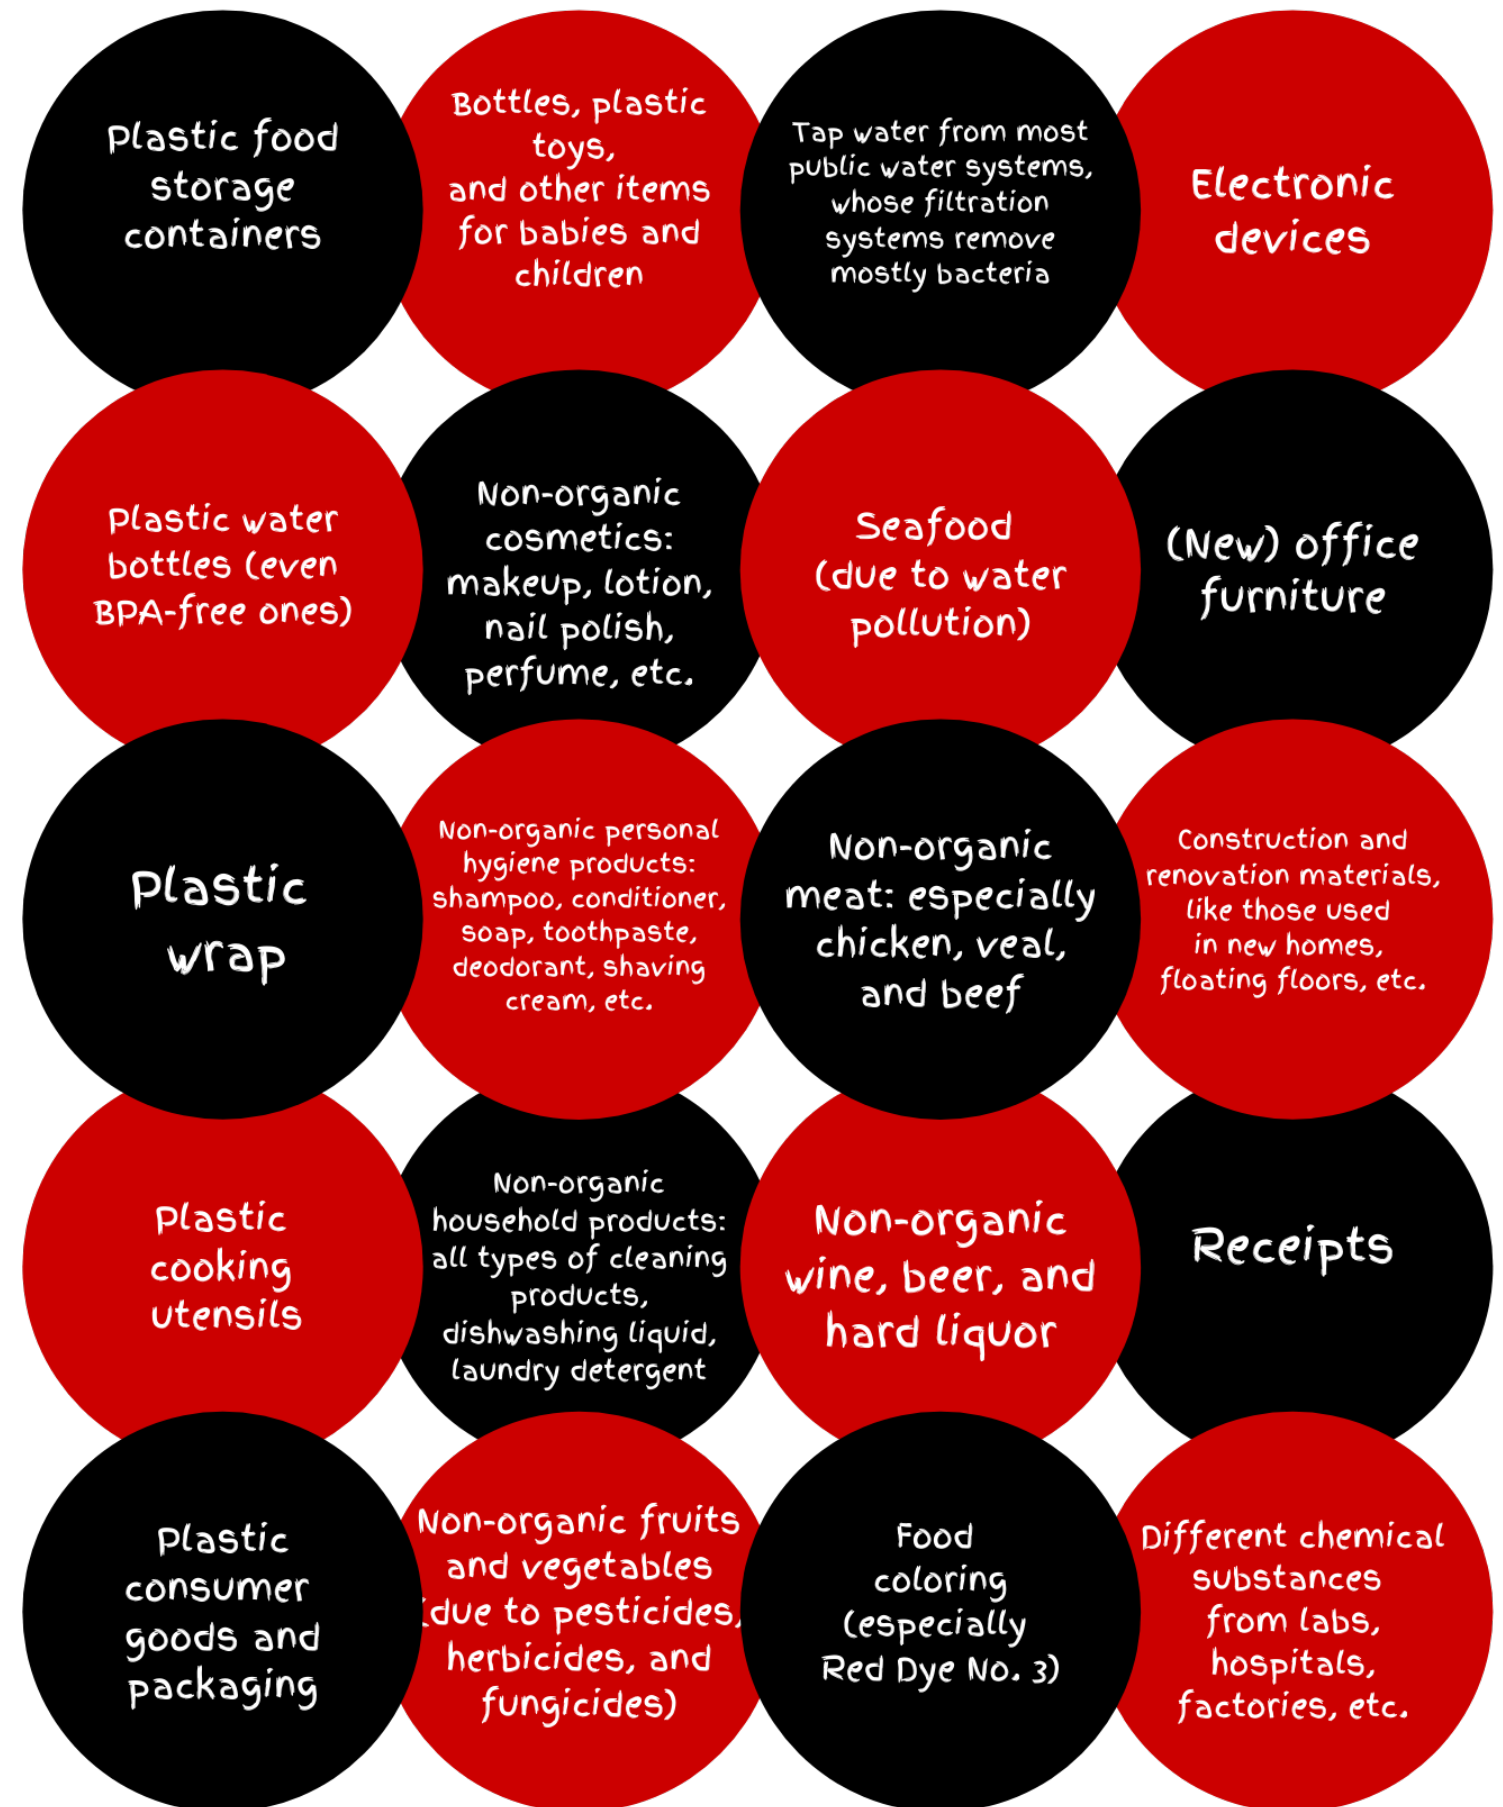 Plastic food
storage
containers
Bottles, plastic
toys,
and other items
for babies and
children
Tap water from most
public water systems,
whose filtration
systems remove
mostly bacteria
Electronic
devices
Plastic water
bottles (even
BPA-free ones)
Non-organic
cosmetics:
makeup, lotion,
nail polish,
perfume, etc.
Seafood
(due to water
pollution)
(New) office
furniture
Plastic
wrap
Non-organic personal
hygiene products:
shampoo, conditioner,
soap, toothpaste,
deodorant, shaving
cream, etc.
Non-organic
meat: especially
chicken, veal,
and beef
Construction and
renovation materials,
like those used
in new homes,
floating floors, etc.
Plastic
cooking
utensils
Non-organic
household products:
all types of cleaning
products,
dishwashing liquid,
laundry detergent
Non-organic
wine, beer, and
hard liquor
Receipts
Plastic
consumer
goods and
packaging
Non-organic fruits
and vegetables
(due to pesticides,
herbicides, and
fungicides)
Food
coloring
(especially
Red Dye No. 3)
Different chemical
substances
from labs,
hospitals,
factories, etc.